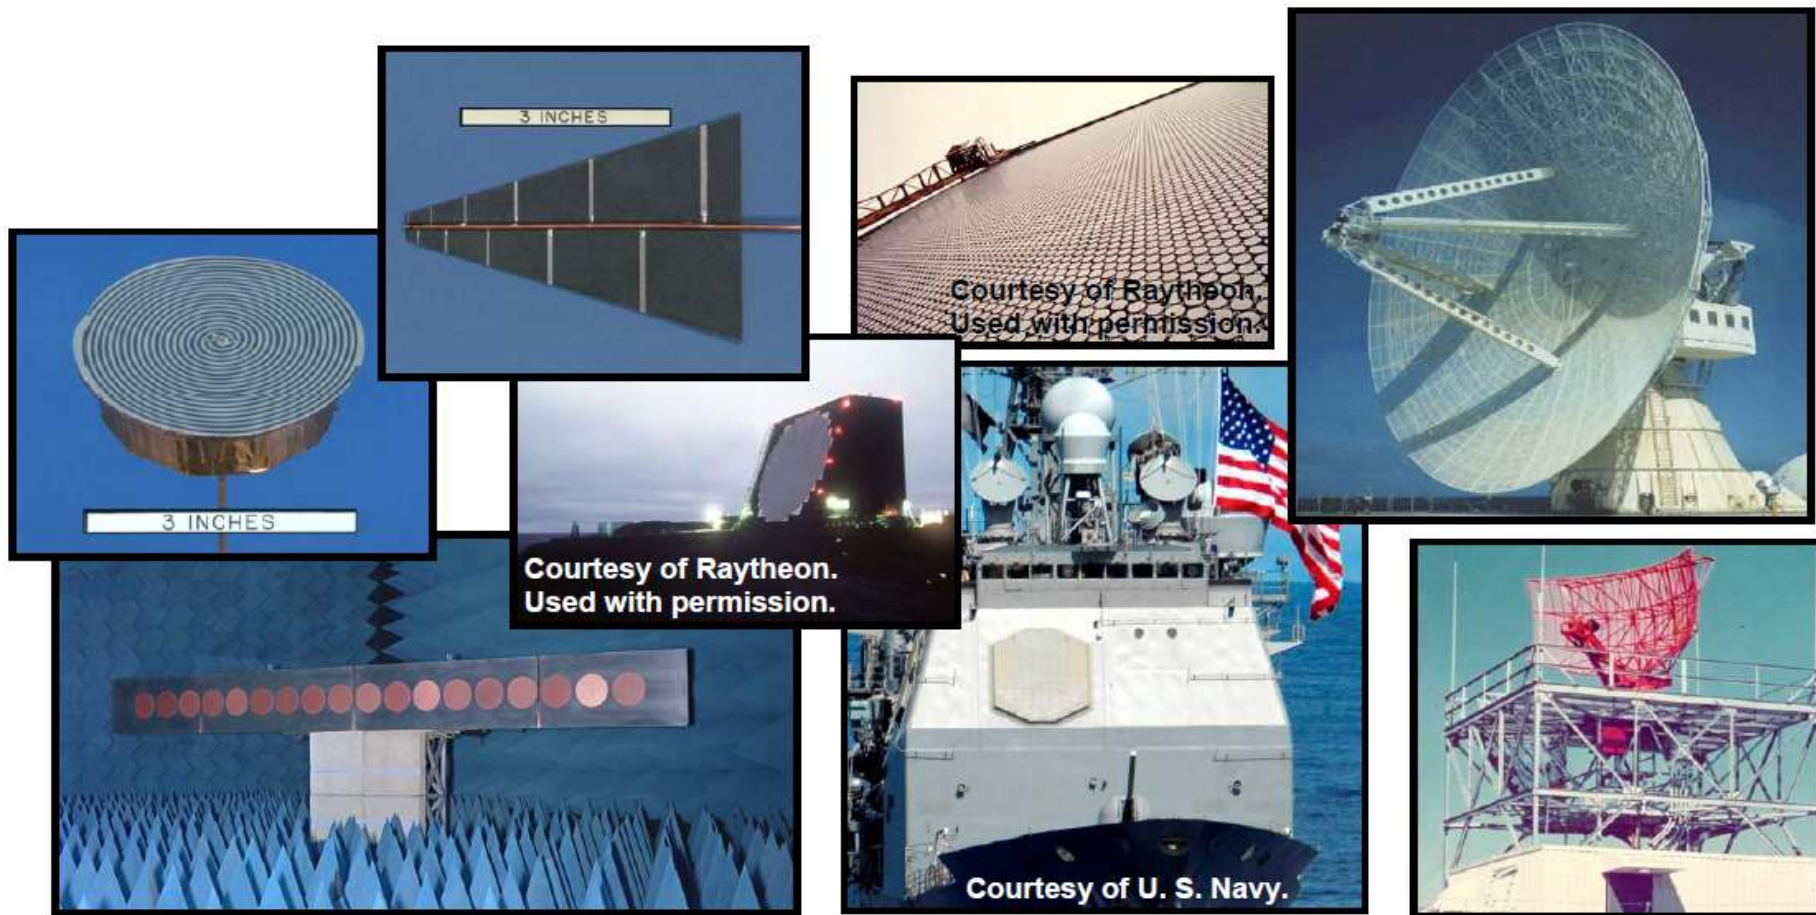 3 INCHES
Courtesy of Raytheon.
Used with permission.
3 INCHES
Courtesy of Raytheon.
Used with permission.
Courtesy of U. S. Navy.